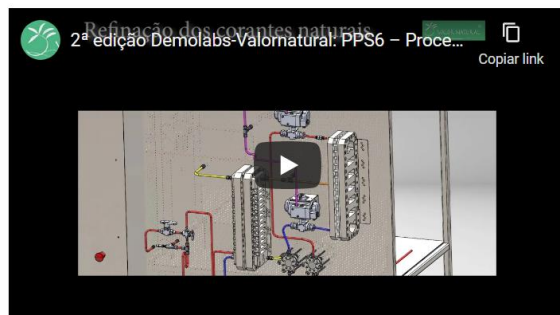 Refinação dos corantes naturais
2ª edição Demolabs-Valornatural: PPS6 – Proce...
Copiar link